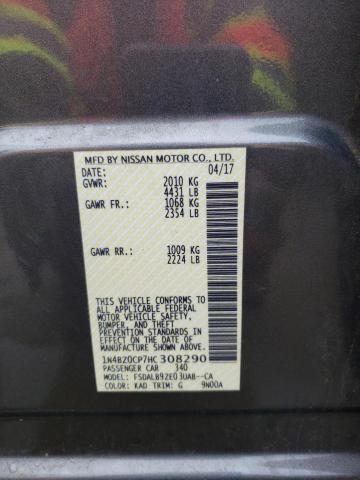 MFD BY NISSAN MOTOR CO., LTD.
DATE: 04/17
GVWR: 2010 KG
4431 LB
GAWR FR: 1068 KG
2354 LB
GAWR RR: 1009 KG
2224 LB
THIS VEHICLE CONFORMS TO
ALL APPLICABLE FEDERAL
MOTOR VEHICLE SAFETY,
BUMPER, AND THEFT
PREVENTION STANDARDS
IN EFFECT ON THE DATE OF
MANUFACTURE SHOWN ABOVE.
1N4BZ0CP7HC308290
PASSENGER CAR 340
MODEL: FSDALB9ZE03UAB--CA
COLOR: KAD TRIM: G 9N00A